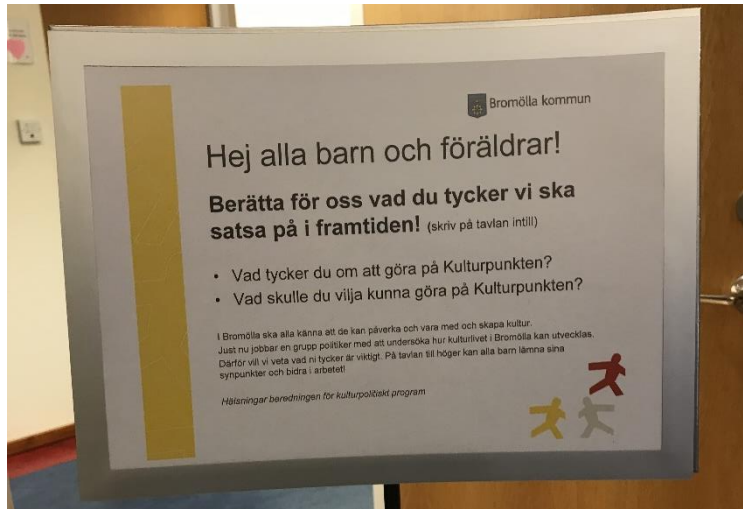 Bromölla kommun
Hej alla barn och föräldrar!
Berätta för oss vad du tycker vi ska
satsa på i framtiden! (skriv på tavlan intill)
• Vad tycker du om att göra på Kulturpunkten?
• Vad skulle du vilja kunna göra på Kulturpunkten?
I Bromölla ska alla känna att de kan påverka och vara med och skapa kultur.
Just nu jobbar en grupp politiker med att undersöka hur kulturlivet i Bromölla kan utvecklas.
Därför vill vi veta vad ni tycker är viktigt. På tavlan till höger kan alla barn lämna sina
synpunkter och bidra i arbetet!
Hälsningar beredningen för kulturpolitiskt program